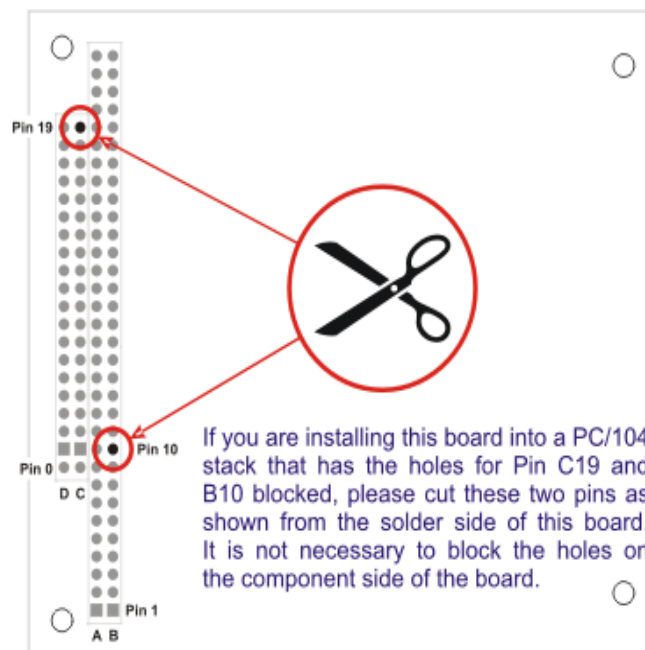 Pin 19
Pin 10
If you are installing this board into a PC/104
stack that has the holes for Pin C19 and
B10 blocked, please cut these two pins as
shown from the solder side of this board.
It is not necessary to block the holes on
the component side of the board.
Pin 0
D C
Pin 1
A B